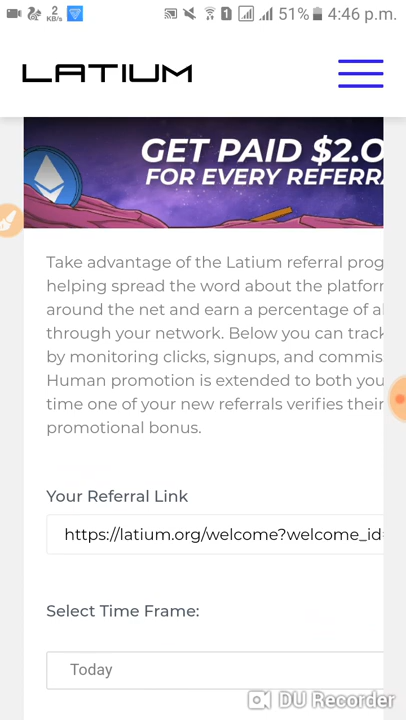 2
KB/s
1
51%
4:46 p.m.
LATIUM
GET PAID $2.0
FOR EVERY REFERR
Take advantage of the Latium referral prog
helping spread the word about the platfor
around the net and earn a percentage of a
through your network. Below you can track
by monitoring clicks, signups, and commis
Human promotion is extended to both you
time one of your new referrals verifies their
promotional bonus.
Your Referral Link
https://latium.org/welcome?welcome_id
Select Time Frame:
Today
DU Recorder